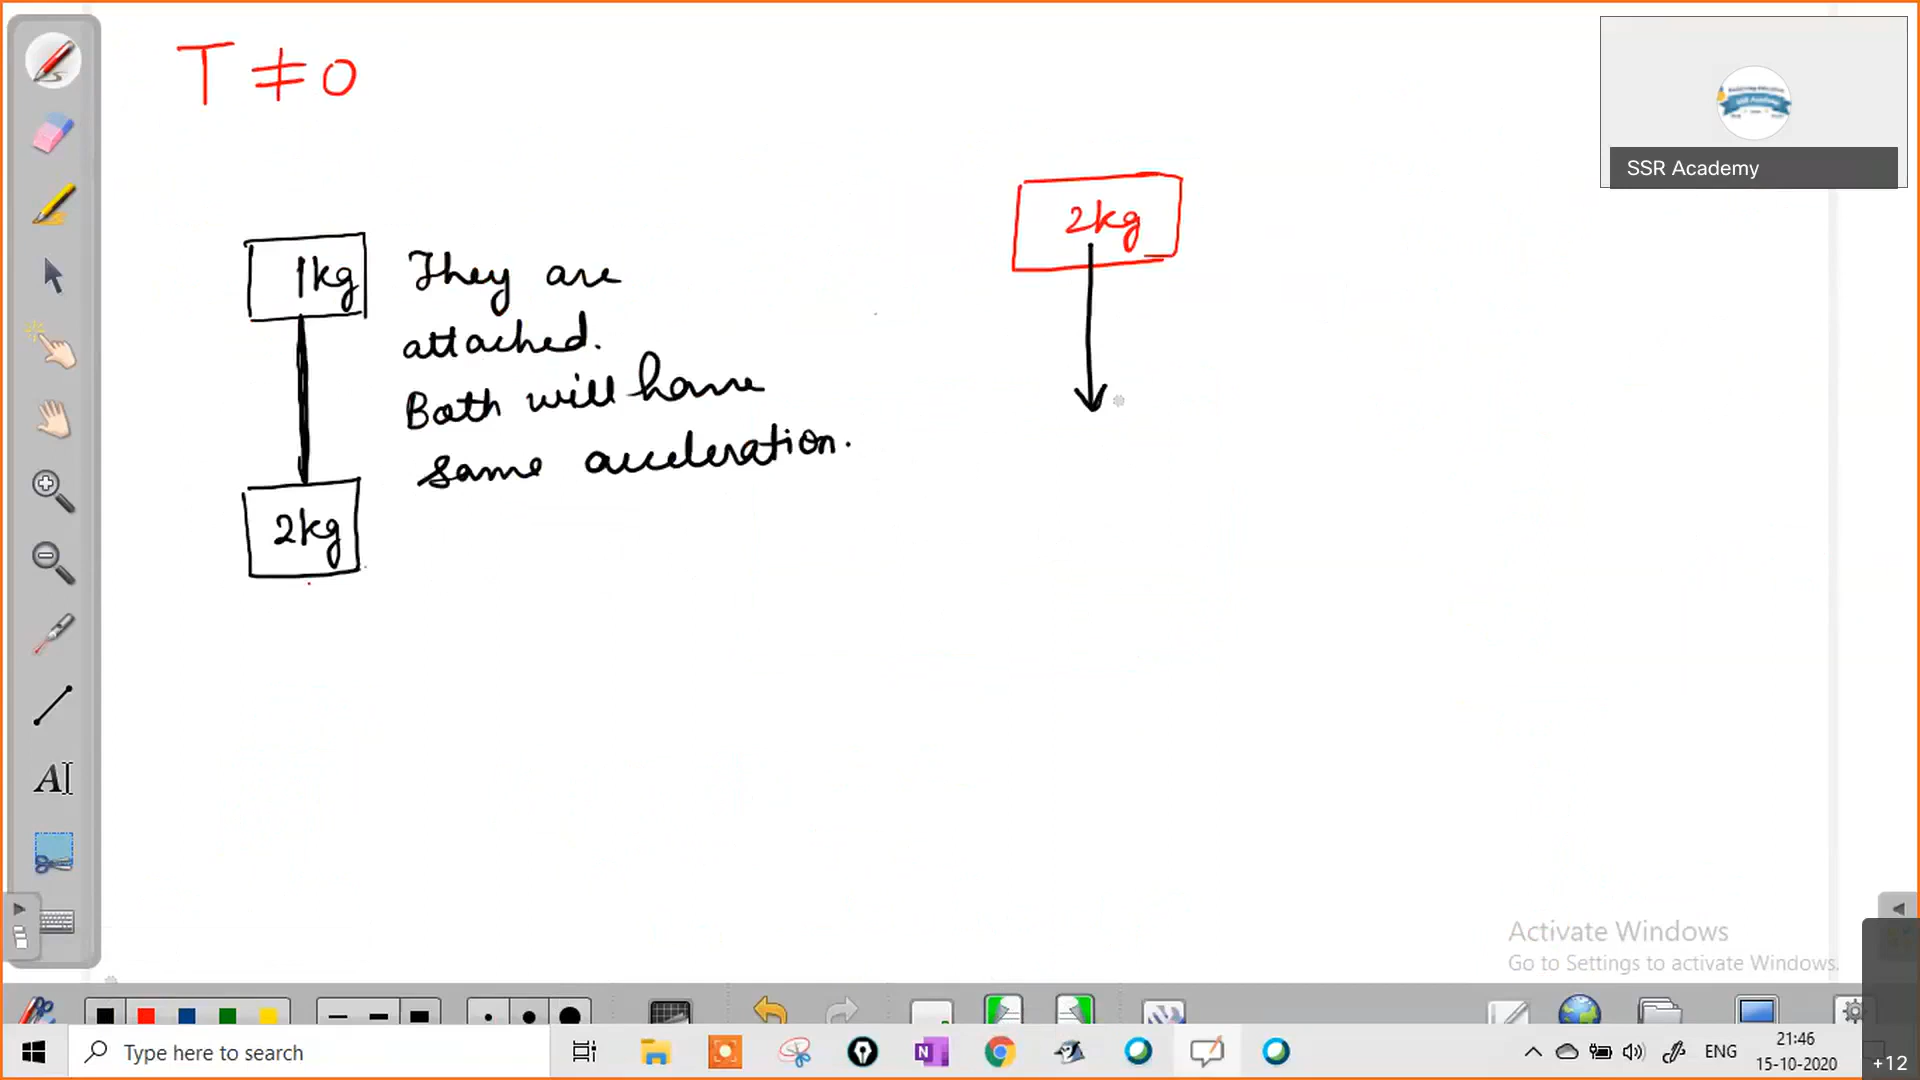 T ≠ 0
SSR Academy
2kg
1kg
They are
attached.
Both will have
same acceleration.
2kg
Activate Windows
Go to Settings to activate Windows.
Type here to search
ENG
21:46
15-10-2020
+12